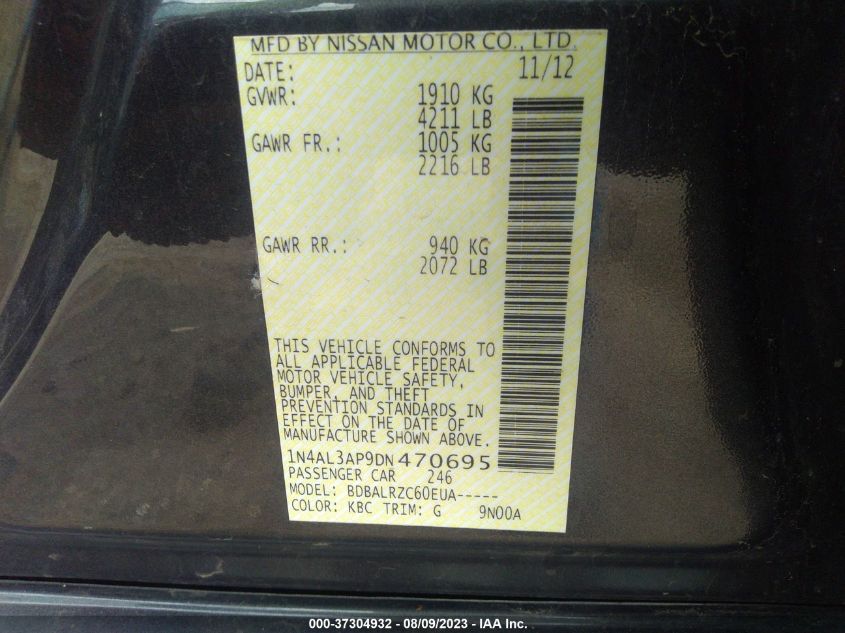 MFD BY NISSAN MOTOR CO., LTD.
DATE: 11/12
GVWR: 1910 KG
4211 LB
GAWR FR.: 1005 KG
2216 LB
GAWR RR.: 940 KG
2072 LB
THIS VEHICLE CONFORMS TO
ALL APPLICABLE FEDERAL
MOTOR VEHICLE SAFETY,
BUMPER, AND THEFT
PREVENTION STANDARDS IN
EFFECT ON THE DATE OF
MANUFACTURE SHOWN ABOVE.
1N4AL3AP9DN470695
PASSENGER CAR 246
MODEL: BDBALRZC60EUA-----
COLOR: KBC TRIM: G 9N00A
000-37304932 - 08/09/2023 - IAA Inc.